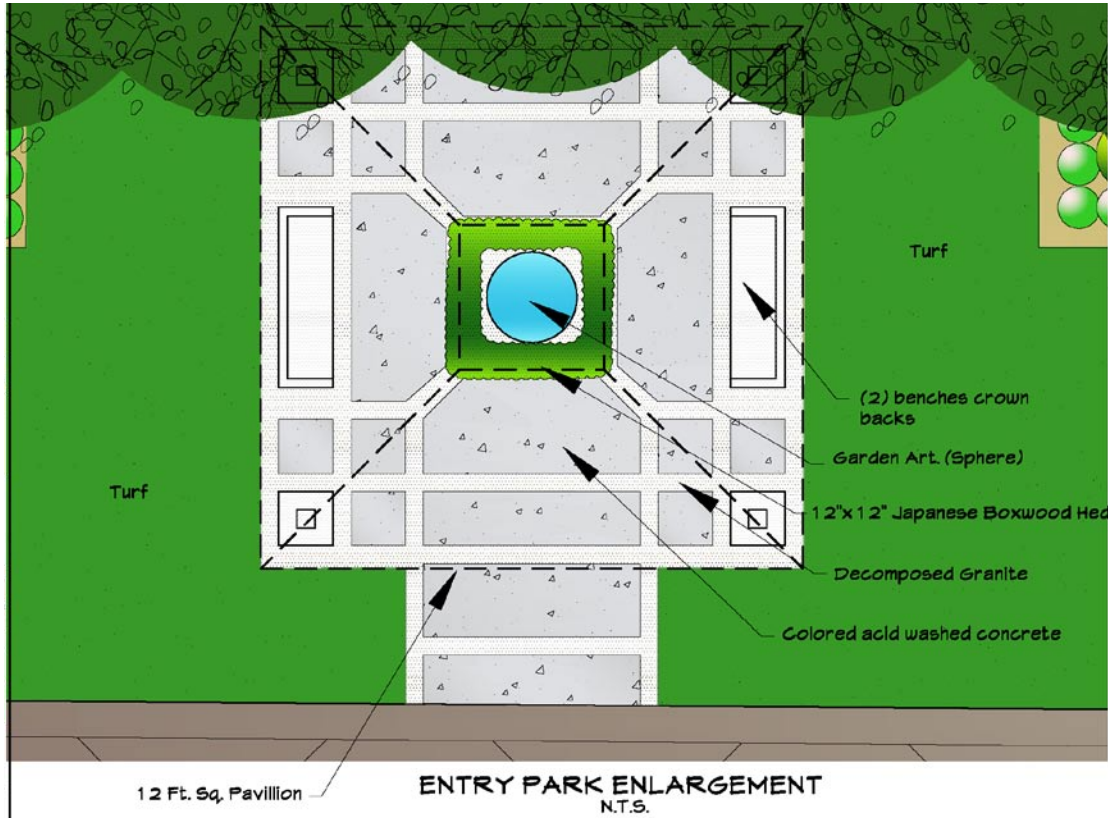 Turf
Turf
(2) benches crown
backs
Garden Art. (Sphere)
12"x12" Japanese Boxwood Hed
Decomposed Granite
Colored acid washed concrete
12 Ft. Sq. Pavillion
ENTRY PARK ENLARGEMENT
N.T.S.